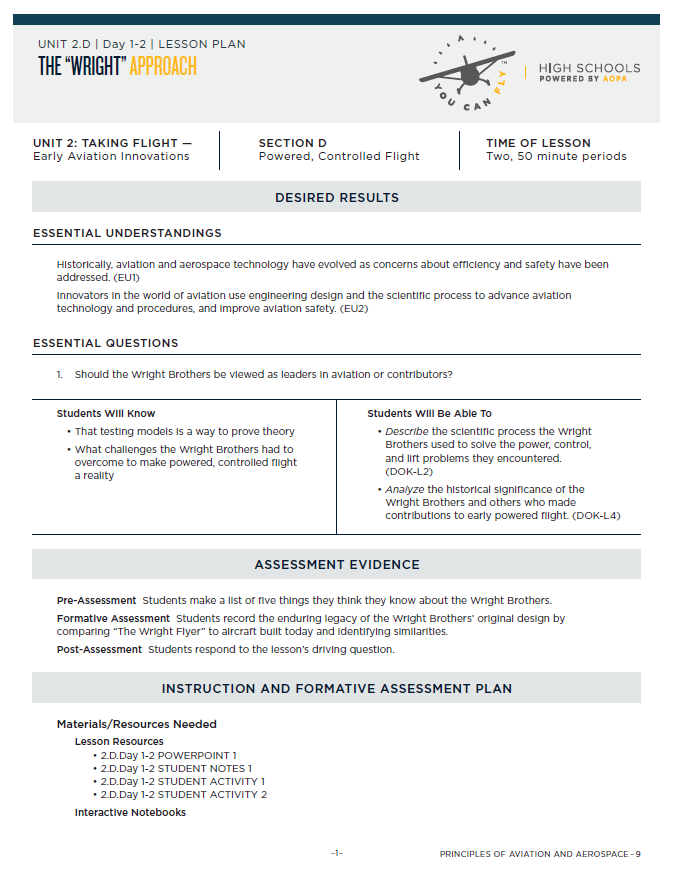 UNIT 2.D | Day 1-2 | LESSON PLAN
THE “WRIGHT” APPROACH
YOU CAN FLY
TM
HIGH SCHOOLS
POWERED BY AOPA
UNIT 2: TAKING FLIGHT —
Early Aviation Innovations
SECTION D
Powered, Controlled Flight
TIME OF LESSON
Two, 50 minute periods
DESIRED RESULTS
ESSENTIAL UNDERSTANDINGS
Historically, aviation and aerospace technology have evolved as concerns about efficiency and safety have been
addressed. (EU1)
Innovators in the world of aviation use engineering design and the scientific process to advance aviation
technology and procedures, and improve aviation safety. (EU2)
ESSENTIAL QUESTIONS
1. Should the Wright Brothers be viewed as leaders in aviation or contributors?
Students Will Know
• That testing models is a way to prove theory
• What challenges the Wright Brothers had to
overcome to make powered, controlled flight
a reality
Students Will Be Able To
• Describe the scientific process the Wright
Brothers used to solve the power, control,
and lift problems they encountered.
(DOK-L2)
• Analyze the historical significance of the
Wright Brothers and others who made
contributions to early powered flight. (DOK-L4)
ASSESSMENT EVIDENCE
Pre-Assessment Students make a list of five things they think they know about the Wright Brothers.
Formative Assessment Students record the enduring legacy of the Wright Brothers’ original design by
comparing “The Wright Flyer” to aircraft built today and identifying similarities.
Post-Assessment Students respond to the lesson’s driving question.
INSTRUCTION AND FORMATIVE ASSESSMENT PLAN
Materials/Resources Needed
Lesson Resources
• 2.D.Day 1-2 POWERPOINT 1
• 2.D.Day 1-2 STUDENT NOTES 1
• 2.D.Day 1-2 STUDENT ACTIVITY 1
• 2.D.Day 1-2 STUDENT ACTIVITY 2
Interactive Notebooks
-1-
PRINCIPLES OF AVIATION AND AEROSPACE - 9